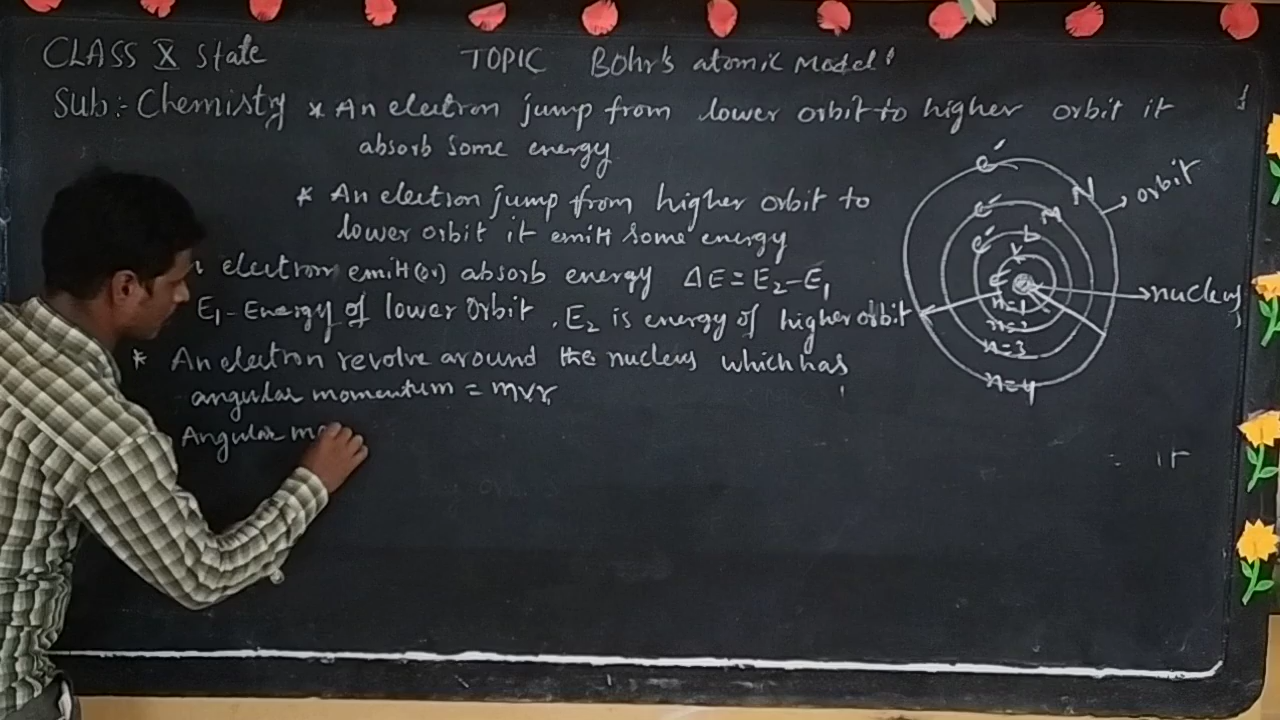 CLASS X State
TOPIC Bohr's atomic Model
Sub:- Chemistry * An electron jump from lower orbit to higher orbit it
absorb some energy
* An electron jump from higher orbit to
lower orbit it emitt some energy
electron emitt (or) absorb energy ΔE = E2 - E1
E1 - Energy of lower orbit . E2 is energy of higher orbit
* An electron revolve around the nucleus which has
angular momentum = mvr
Angular mo
e-
e-
e-
N
M
L
K
orbit
nucleus
n=1
n=2
n=3
n=4